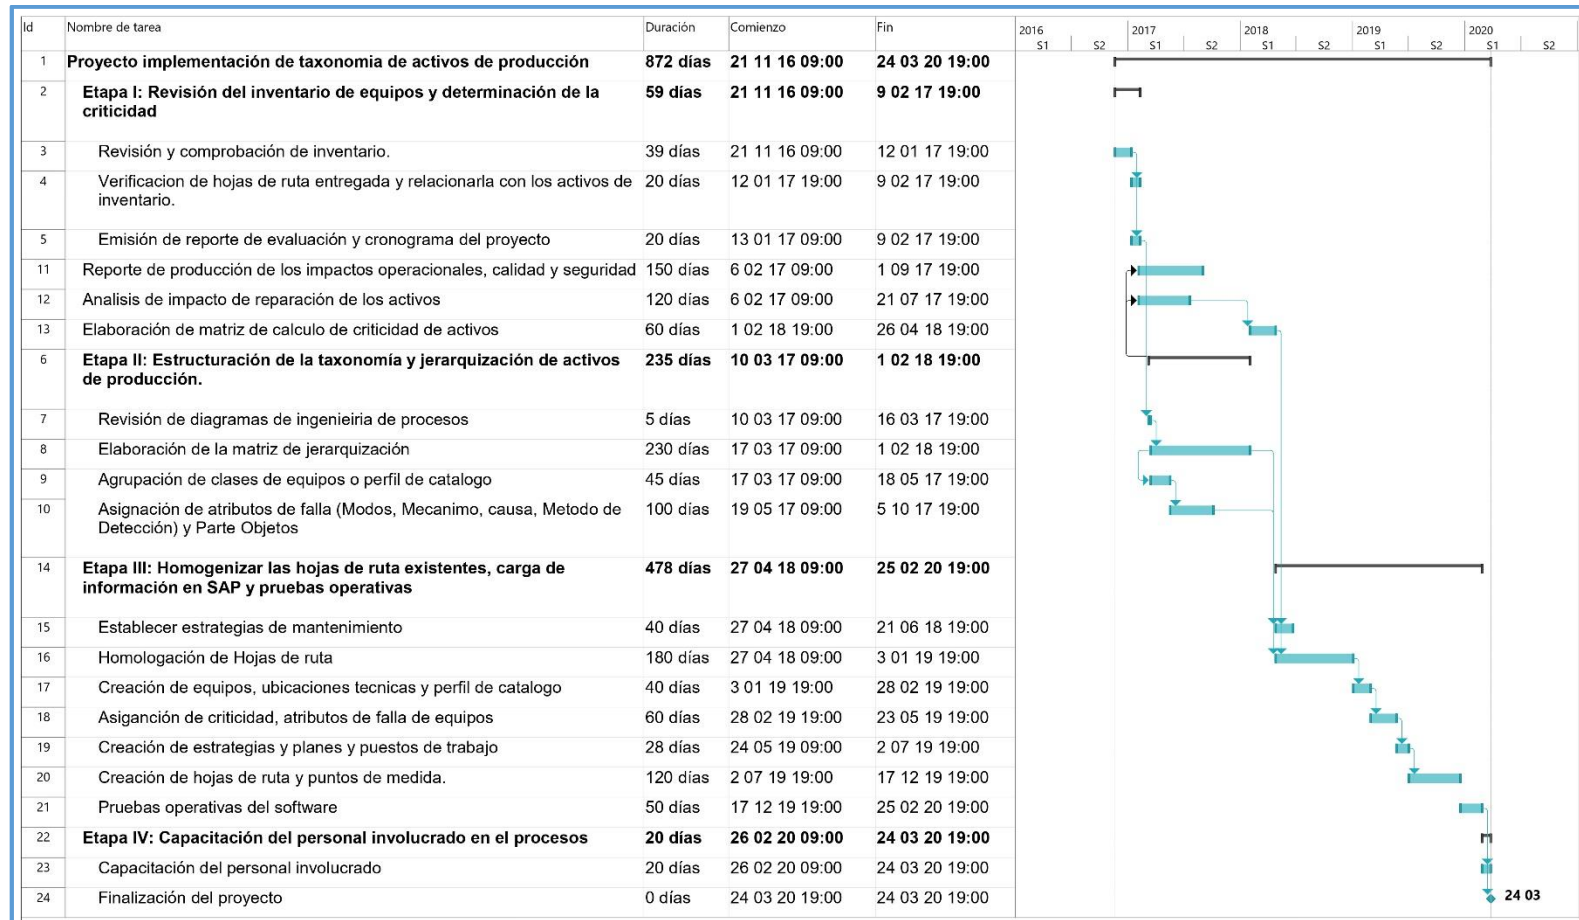 Id Nombre de tarea Duración Comienzo Fin 2016 2017 2018 2019 2020
S1 S2 S1 S2 S1 S2 S1 S2 S1 S2
1 Proyecto implementación de taxonomia de activos de producción 872 días 21 11 16 09:00 24 03 20 19:00
2 Etapa I: Revisión del inventario de equipos y determinación de la 59 días 21 11 16 09:00 9 02 17 19:00
criticidad
3 Revisión y comprobación de inventario. 39 días 21 11 16 09:00 12 01 17 19:00
4 Verificacion de hojas de ruta entregada y relacionarla con los activos de 20 días 12 01 17 19:00 9 02 17 19:00
inventario.
5 Emisión de reporte de evaluación y cronograma del proyecto 20 días 13 01 17 09:00 9 02 17 19:00
11 Reporte de producción de los impactos operacionales, calidad y seguridad 150 días 6 02 17 09:00 1 09 17 19:00
12 Analisis de impacto de reparación de los activos 120 días 6 02 17 09:00 21 07 17 19:00
13 Elaboración de matriz de calculo de criticidad de activos 60 días 1 02 18 19:00 26 04 18 19:00
6 Etapa II: Estructuración de la taxonomía y jerarquización de activos 235 días 10 03 17 09:00 1 02 18 19:00
de producción.
7 Revisión de diagramas de ingenieiria de procesos 5 días 10 03 17 09:00 16 03 17 19:00
8 Elaboración de la matriz de jerarquización 230 días 17 03 17 09:00 1 02 18 19:00
9 Agrupación de clases de equipos o perfil de catalogo 45 días 17 03 17 09:00 18 05 17 19:00
10 Asignación de atributos de falla (Modos, Mecanimo, causa, Metodo de 100 días 19 05 17 09:00 5 10 17 19:00
Detección) y Parte Objetos
14 Etapa III: Homogenizar las hojas de ruta existentes, carga de 478 días 27 04 18 09:00 25 02 20 19:00
información en SAP y pruebas operativas
15 Establecer estrategias de mantenimiento 40 días 27 04 18 09:00 21 06 18 19:00
16 Homologación de Hojas de ruta 180 días 27 04 18 09:00 3 01 19 19:00
17 Creación de equipos, ubicaciones tecnicas y perfil de catalogo 40 días 3 01 19 19:00 28 02 19 19:00
18 Asiganción de criticidad, atributos de falla de equipos 60 días 28 02 19 19:00 23 05 19 19:00
19 Creación de estrategias y planes y puestos de trabajo 28 días 24 05 19 09:00 2 07 19 19:00
20 Creación de hojas de ruta y puntos de medida. 120 días 2 07 19 19:00 17 12 19 19:00
21 Pruebas operativas del software 50 días 17 12 19 19:00 25 02 20 19:00
22 Etapa IV: Capacitación del personal involucrado en el procesos 20 días 26 02 20 09:00 24 03 20 19:00
23 Capacitación del personal involucrado 20 días 26 02 20 09:00 24 03 20 19:00
24 Finalización del proyecto 0 días 24 03 20 19:00 24 03 20 19:00 24 03